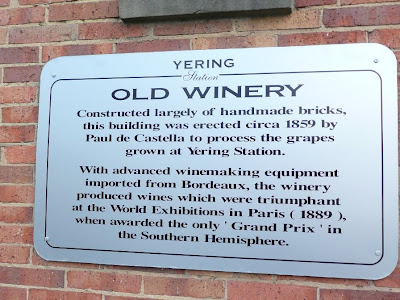 YERING
Station
OLD WINERY
Constructed largely of handmade bricks,
this building was erected circa 1859 by
Paul de Castella to process the grapes
grown at Yering Station.
With advanced winemaking equipment
imported from Bordeaux, the winery
produced wines which were triumphant
at the World Exhibitions in Paris ( 1889 ),
when awarded the only ' Grand Prix ' in
the Southern Hemisphere.